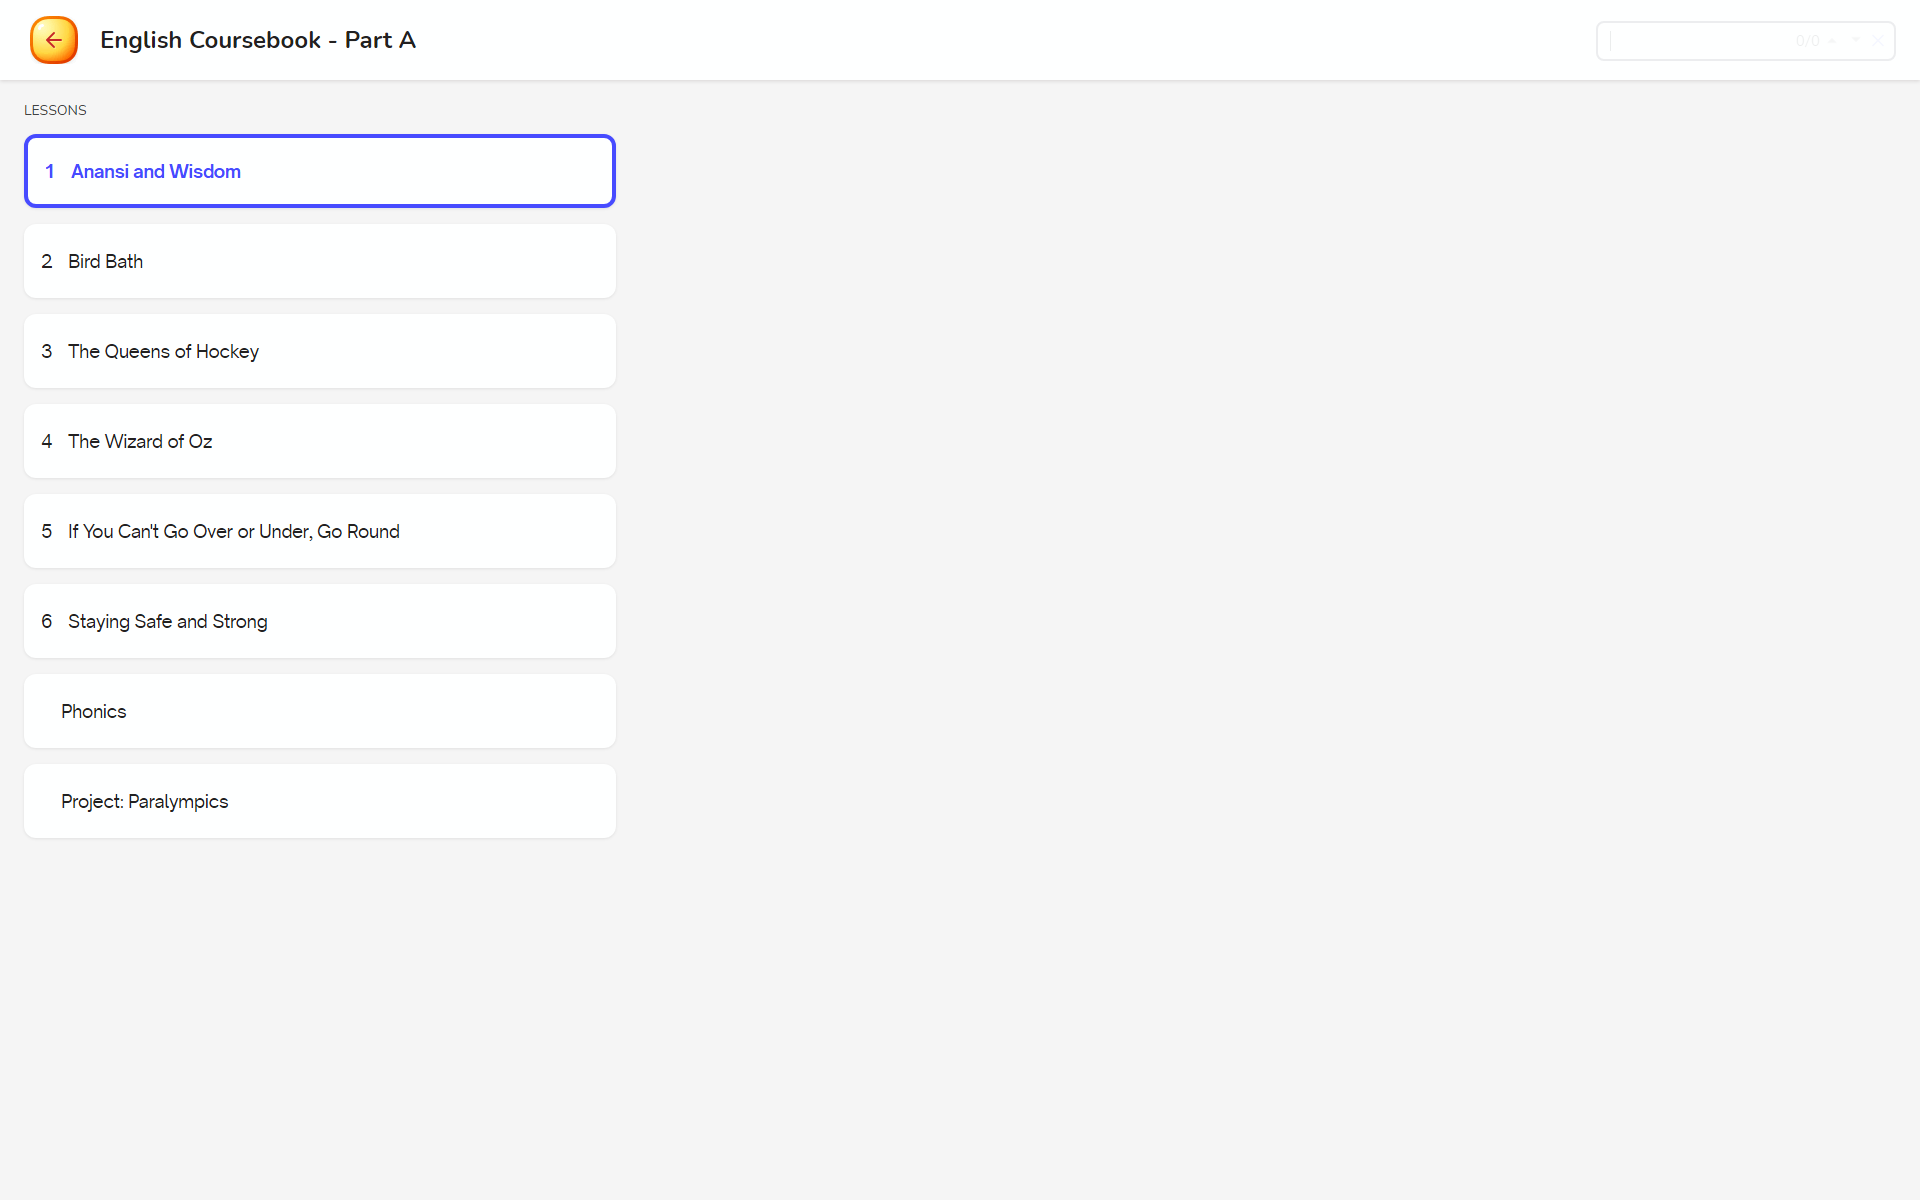 English Coursebook - Part A
0/0
LESSONS
1 Anansi and Wisdom
2 Bird Bath
3 The Queens of Hockey
4 The Wizard of Oz
5 If You Can't Go Over or Under, Go Round
6 Staying Safe and Strong
Phonics
Project: Paralympics